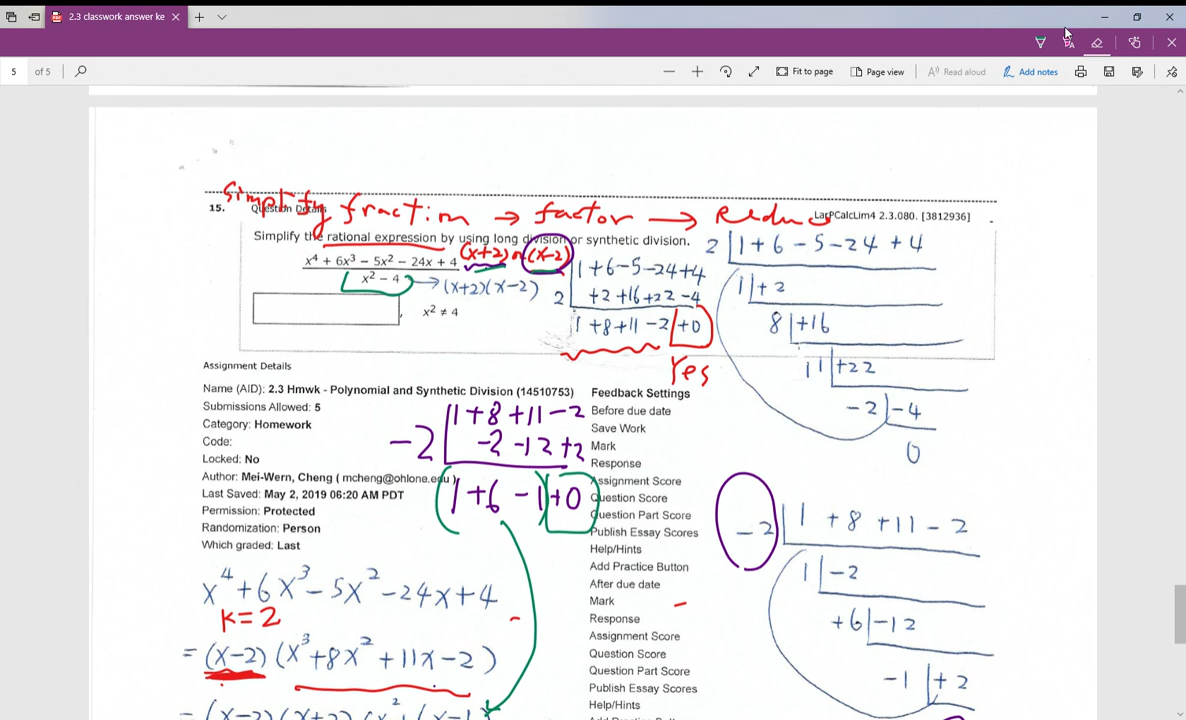 2.3 classwork answer ke
5 of 5
Fit to page
Page view
Read aloud
Add notes
Simplify fraction → factor → Reduce
15. Question Details
LarPCalcLim4 2.3.080. [3812936]
Simplify the rational expression by using long division or synthetic division.
(x+2) or (x-2)
x⁴ + 6x³ − 5x² − 24x + 4
x² − 4
→(x+2)(x-2)
, x² ≠ 4
1+6-5-24+4
2 +2+16+22-4
1+8+11-2 +0
Yes
2 1+6-5-24+4
1 +2
8 +16
11 +22
-2 -4
0
Assignment Details
Name (AID): 2.3 Hmwk - Polynomial and Synthetic Division (14510753)
Submissions Allowed: 5
Category: Homework
Code:
Locked: No
Author: Mei-Wern, Cheng ( mcheng@ohlone.edu )
Last Saved: May 2, 2019 06:20 AM PDT
Permission: Protected
Randomization: Person
Which graded: Last
1+8+11-2
-2 -2-12+2
1+6-1 +0
Feedback Settings
Before due date
Save Work
Mark
Response
Assignment Score
Question Score
Question Part Score
Publish Essay Scores
Help/Hints
Add Practice Button
After due date
Mark
Response
Assignment Score
Question Score
Question Part Score
Publish Essay Scores
Help/Hints
-2 1 +8 +11 -2
1 -2
+6 -12
-1 +2
x⁴+6x³-5x²-24x+4
K=2
=(x-2)(x³+8x²+11x-2)